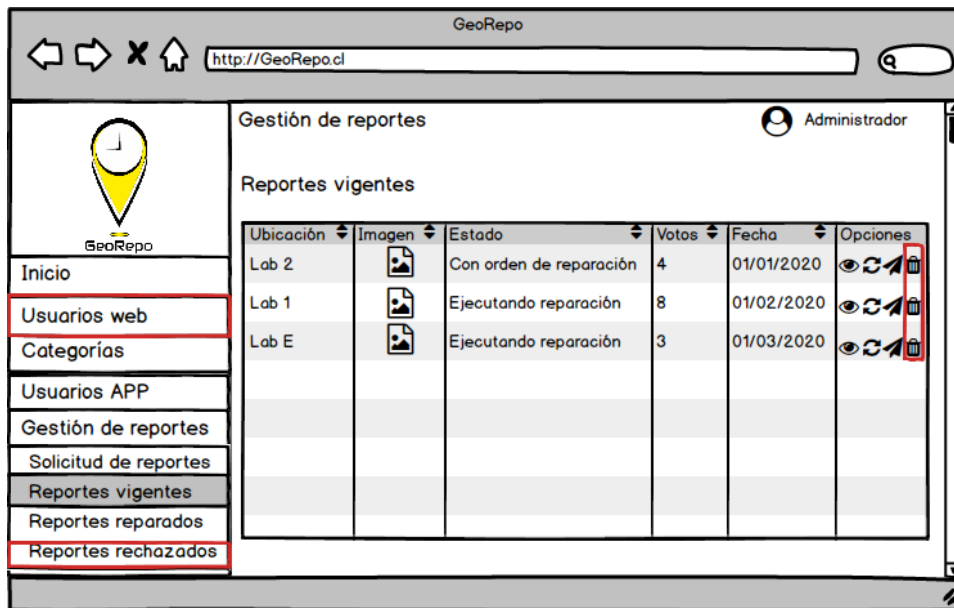 GeoRepo
http://GeoRepo.cl
GeoRepo
Inicio
Usuarios web
Categorías
Usuarios APP
Gestión de reportes
Solicitud de reportes
Reportes vigentes
Reportes reparados
Reportes rechazados
Gestión de reportes
Administrador
Reportes vigentes
Ubicación Imagen Estado Votos Fecha Opciones
Lab 2 Con orden de reparación 4 01/01/2020
Lab 1 Ejecutando reparación 8 01/02/2020
Lab E Ejecutando reparación 3 01/03/2020